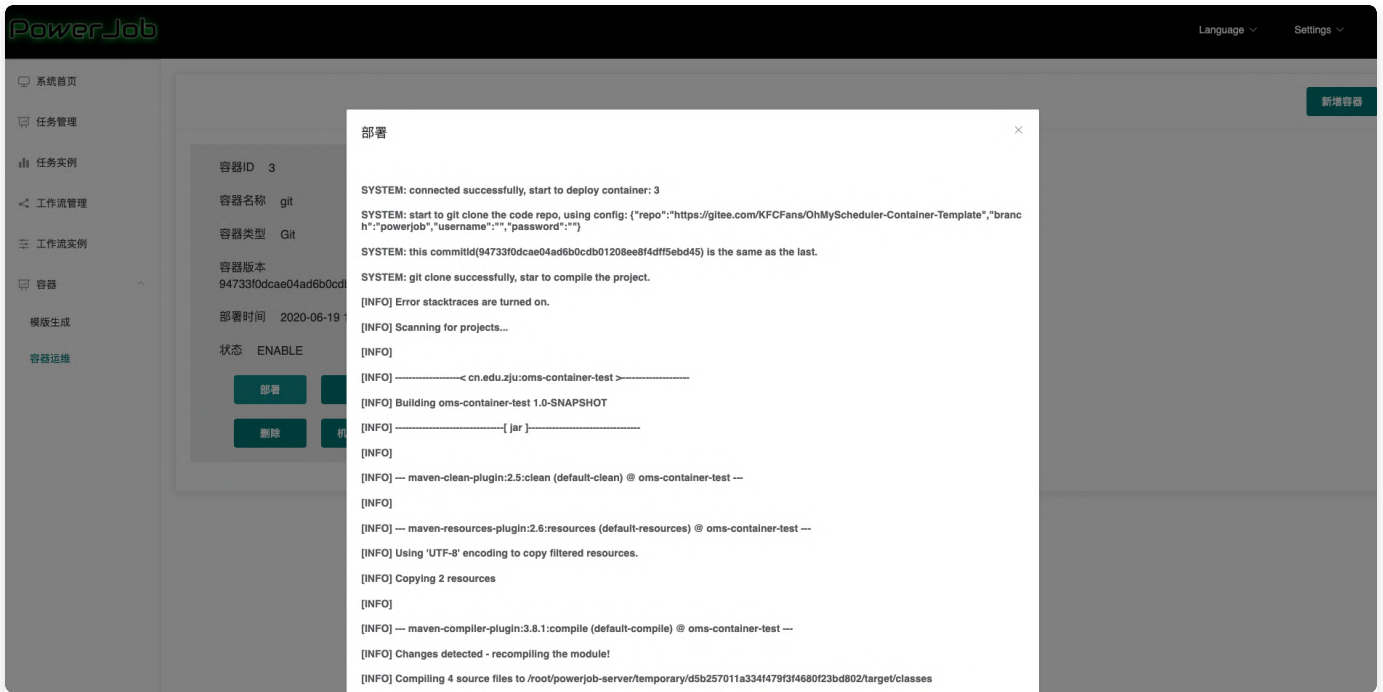 PowerJob
Language
Settings
系统首页
任务管理
任务实例
工作流管理
工作流实例
容器
模版生成
容器运维
新增容器
容器ID 3
容器名称 git
容器类型 Git
容器版本
94733f0dcae04ad6b0cdb
部署时间 2020-06-19
状态 ENABLE
部署
删除
机
部署
SYSTEM: connected successfully, start to deploy container: 3
SYSTEM: start to git clone the code repo, using config: {"repo":"https://gitee.com/KFCFans/OhMyScheduler-Container-Template","branc
h":"powerjob","username":"","password":""}
SYSTEM: this commitId(94733f0dcae04ad6b0cdb01208ee8f4dff5ebd45) is the same as the last.
SYSTEM: git clone successfully, star to compile the project.
[INFO] Error stacktraces are turned on.
[INFO] Scanning for projects...
[INFO]
[INFO] -------------------< cn.edu.zju:oms-container-test >--------------------
[INFO] Building oms-container-test 1.0-SNAPSHOT
[INFO] --------------------------------[ jar ]---------------------------------
[INFO]
[INFO] --- maven-clean-plugin:2.5:clean (default-clean) @ oms-container-test ---
[INFO]
[INFO] --- maven-resources-plugin:2.6:resources (default-resources) @ oms-container-test ---
[INFO] Using 'UTF-8' encoding to copy filtered resources.
[INFO] Copying 2 resources
[INFO]
[INFO] --- maven-compiler-plugin:3.8.1:compile (default-compile) @ oms-container-test ---
[INFO] Changes detected - recompiling the module!
[INFO] Compiling 4 source files to /root/powerjob-server/temporary/d5b257011a334f479f3f4680f23bd802/target/classes